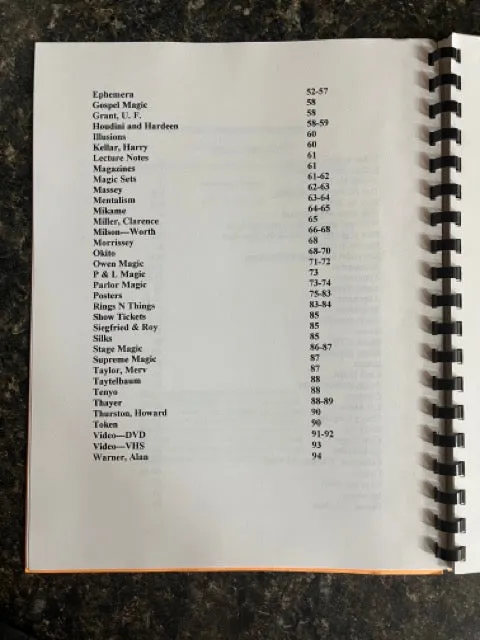 Ephemera 52-57
Gospel Magic 58
Grant, U. F. 58
Houdini and Hardeen 58-59
Illusions 60
Kellar, Harry 60
Lecture Notes 61
Magazines 61
Magic Sets 61-62
Massey 62-63
Mentalism 63-64
Mikame 64-65
Miller, Clarence 65
Milson—Worth 66-68
Morrissey 68
Okito 68-70
Owen Magic 71-72
P & L Magic 73
Parlor Magic 73-74
Posters 75-83
Rings N Things 83-84
Show Tickets 85
Siegfried & Roy 85
Silks 85
Stage Magic 86-87
Supreme Magic 87
Taylor, Merv 87
Taytelbaum 88
Tenyo 88
Thayer 88-89
Thurston, Howard 90
Token 90
Video—DVD 91-92
Video—VHS 93
Warner, Alan 94